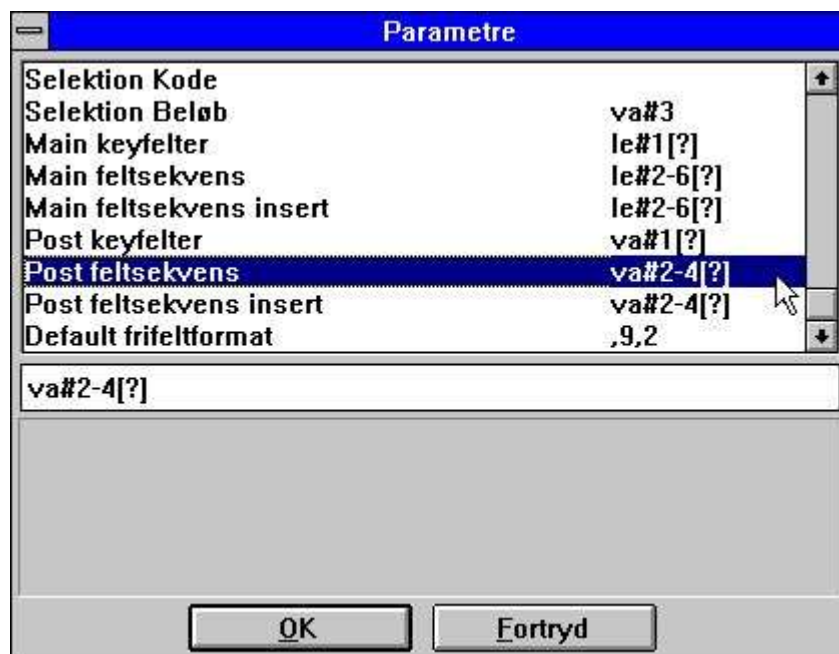 Parametre
Selektion Kode
Selektion Beløb va#3
Main keyfelter le#1[?]
Main feltsekvens le#2-6[?]
Main feltsekvens insert le#2-6[?]
Post keyfelter va#1[?]
Post feltsekvens va#2-4[?]
Post feltsekvens insert va#2-4[?]
Default frifeltformat ,9,2
va#2-4[?]
OK Fortryd